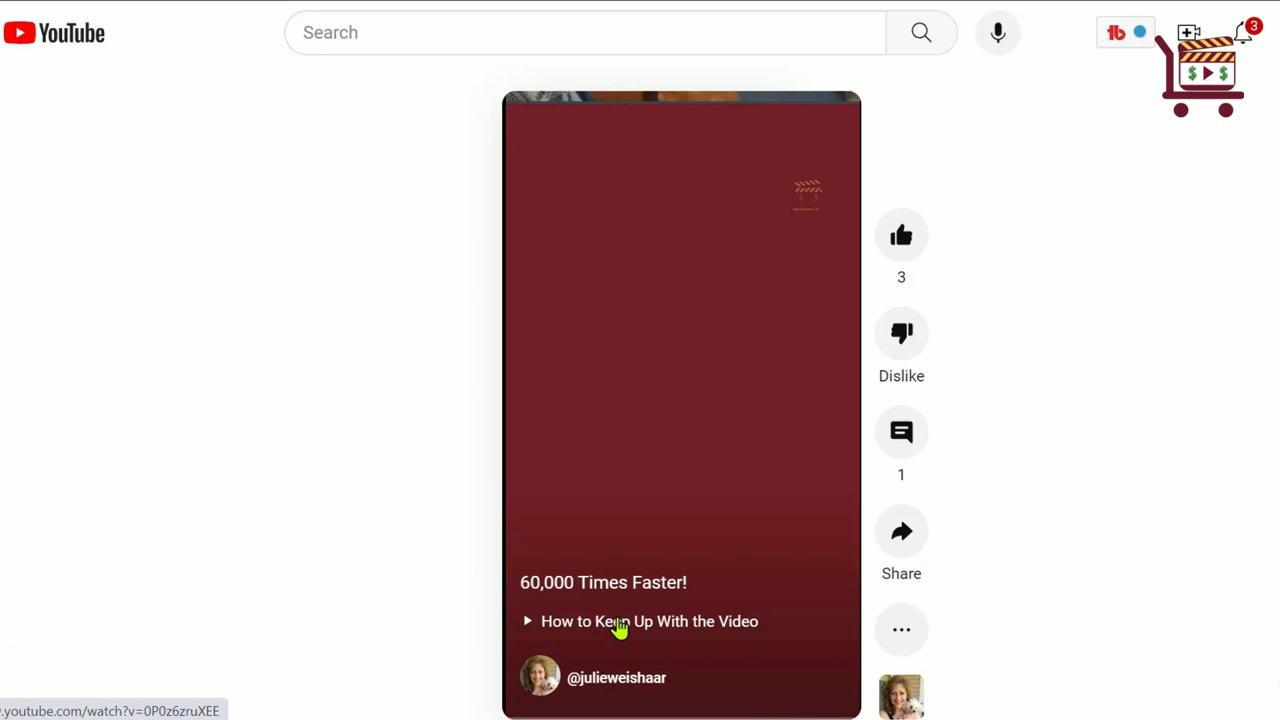 YouTube
Search
3
$ $
3
Dislike
1
Share
60,000 Times Faster!
How to Keep Up With the Video
@julieweishaar
.youtube.com/watch?v=0P0z6zruXEE